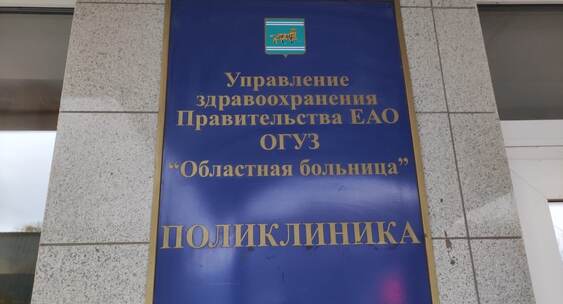 Управление
здравоохранения
Правительства ЕАО
ОГУЗ
“Областная больница”
ПОЛИКЛИНИКА